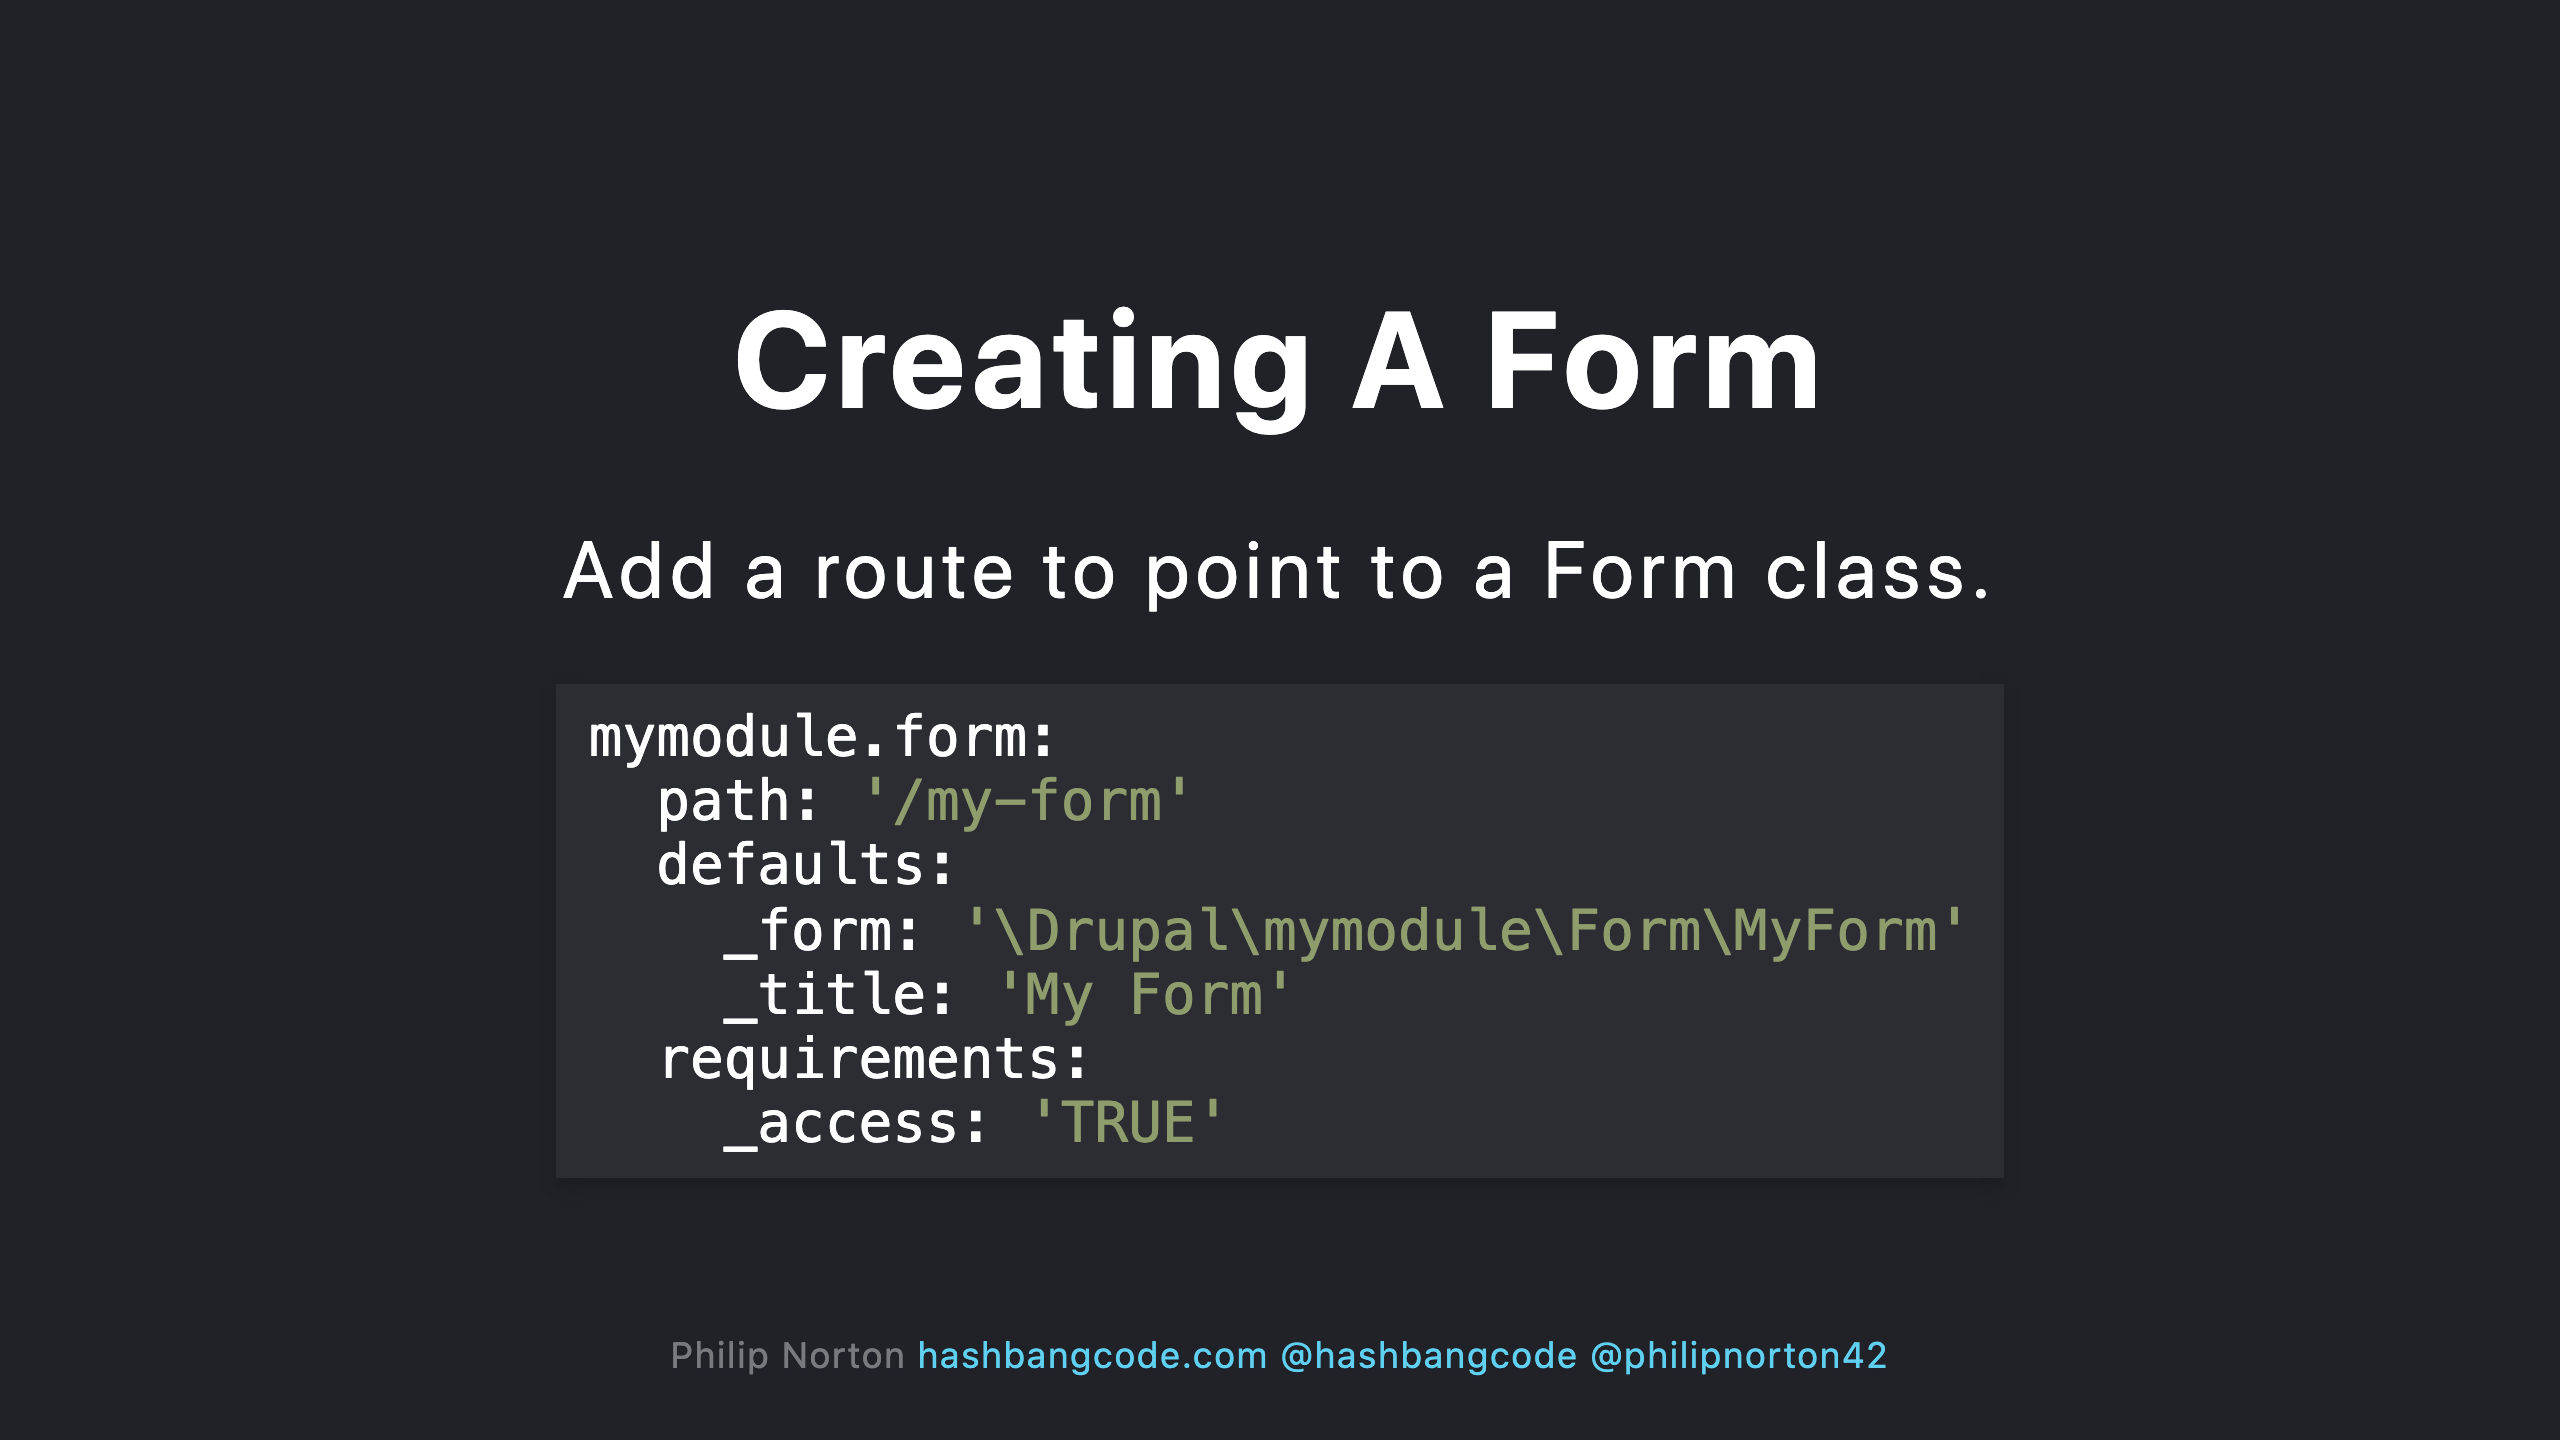 Creating A Form
Add a route to point to a Form class.
mymodule.form:
  path: '/my-form'
  defaults:
    _form: '\Drupal\mymodule\Form\MyForm'
    _title: 'My Form'
  requirements:
    _access: 'TRUE'
Philip Norton hashbangcode.com @hashbangcode @philipnorton42